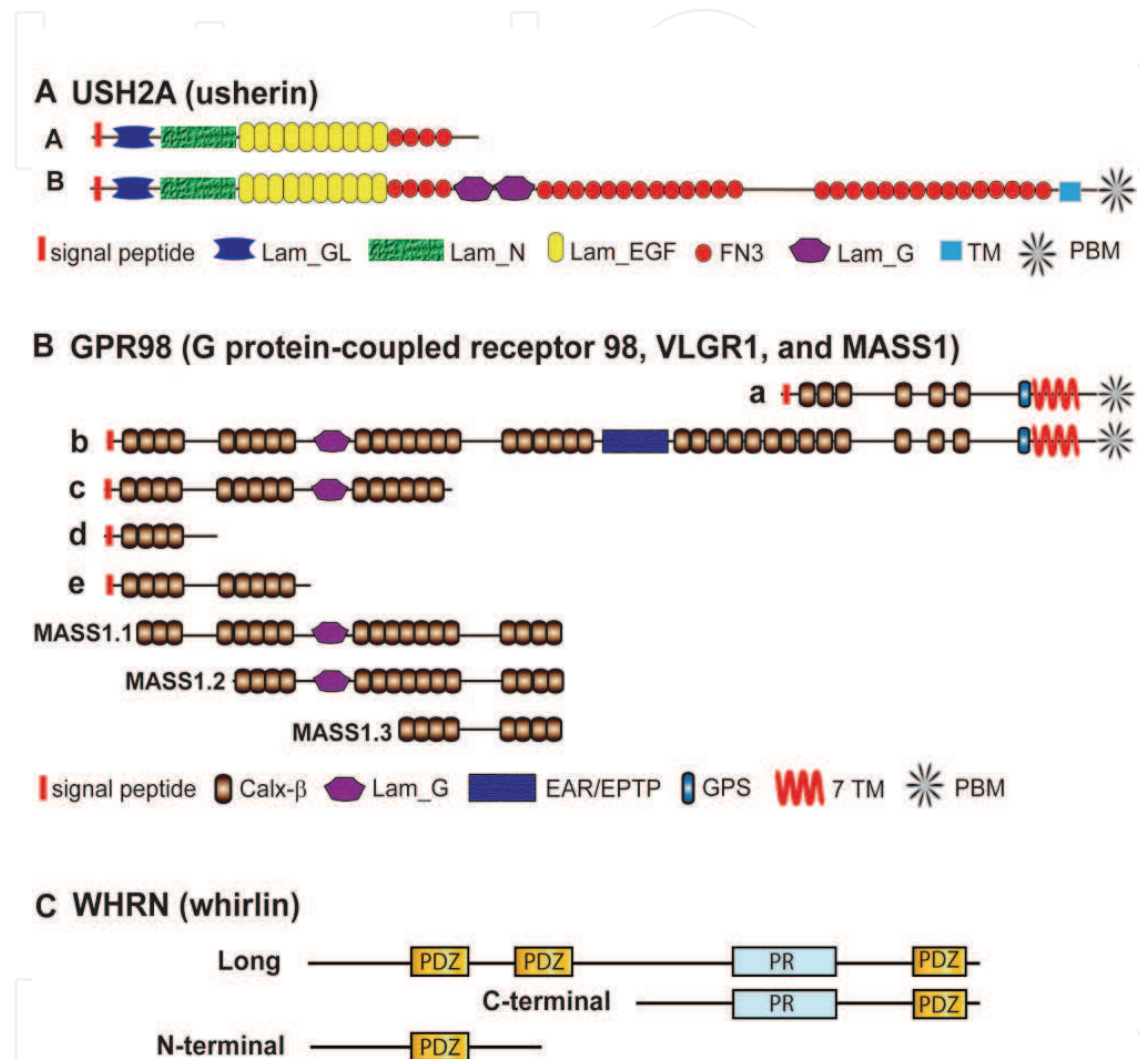 A USH2A (usherin)
A
B
signal peptide Lam_GL Lam_N Lam_EGF FN3 Lam_G TM PBM
B GPR98 (G protein-coupled receptor 98, VLGR1, and MASS1)
a
b
c
d
e
MASS1.1
MASS1.2
MASS1.3
signal peptide Calx-β Lam_G EAR/EPTP GPS 7 TM PBM
C WHRN (whirlin)
Long PDZ PDZ PR PDZ
C-terminal PR PDZ
N-terminal PDZ